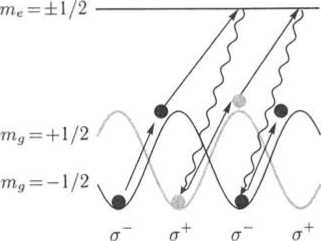 m_e = ±1/2
m_g = +1/2
m_g = −1/2
σ⁻ σ⁺ σ⁻ σ⁺